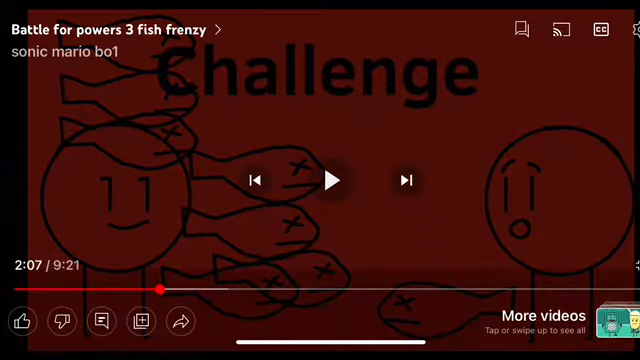 Battle for powers 3 fish frenzy
sonic mario bo1
CC
Challenge
2:07 / 9:21
More videos
Tap or swipe up to see all